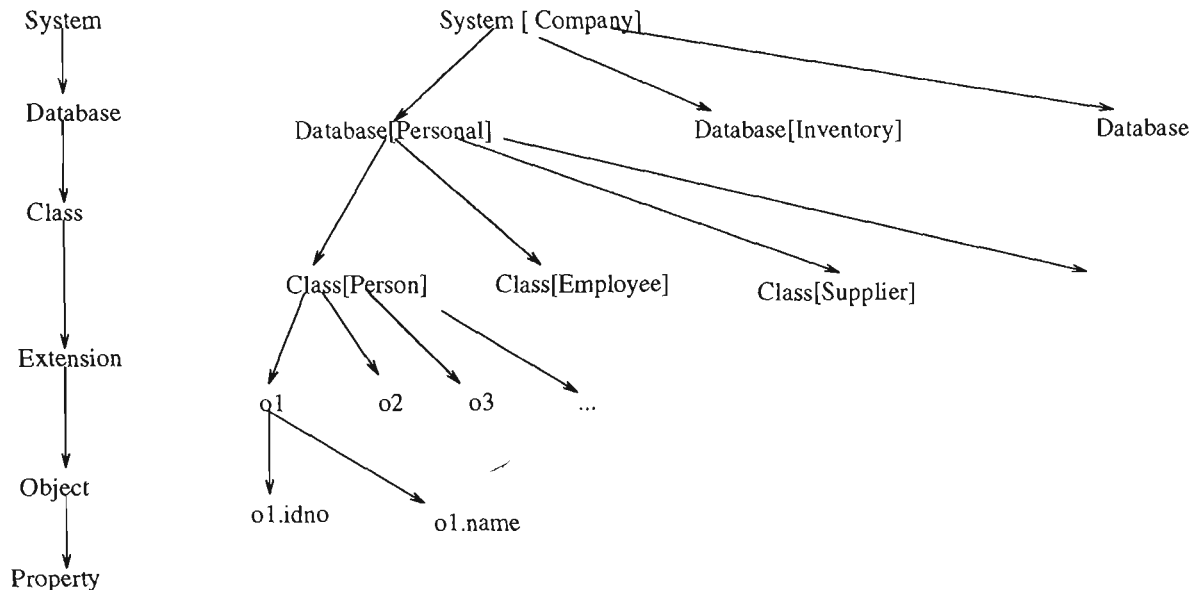 System
System [ Company]
Database
Database[Personal]
Database[Inventory]
Database
Class
Class[Person]
Class[Employee]
Class[Supplier]
Extension
o1
o2
o3
...
Object
o1.idno
o1.name
Property